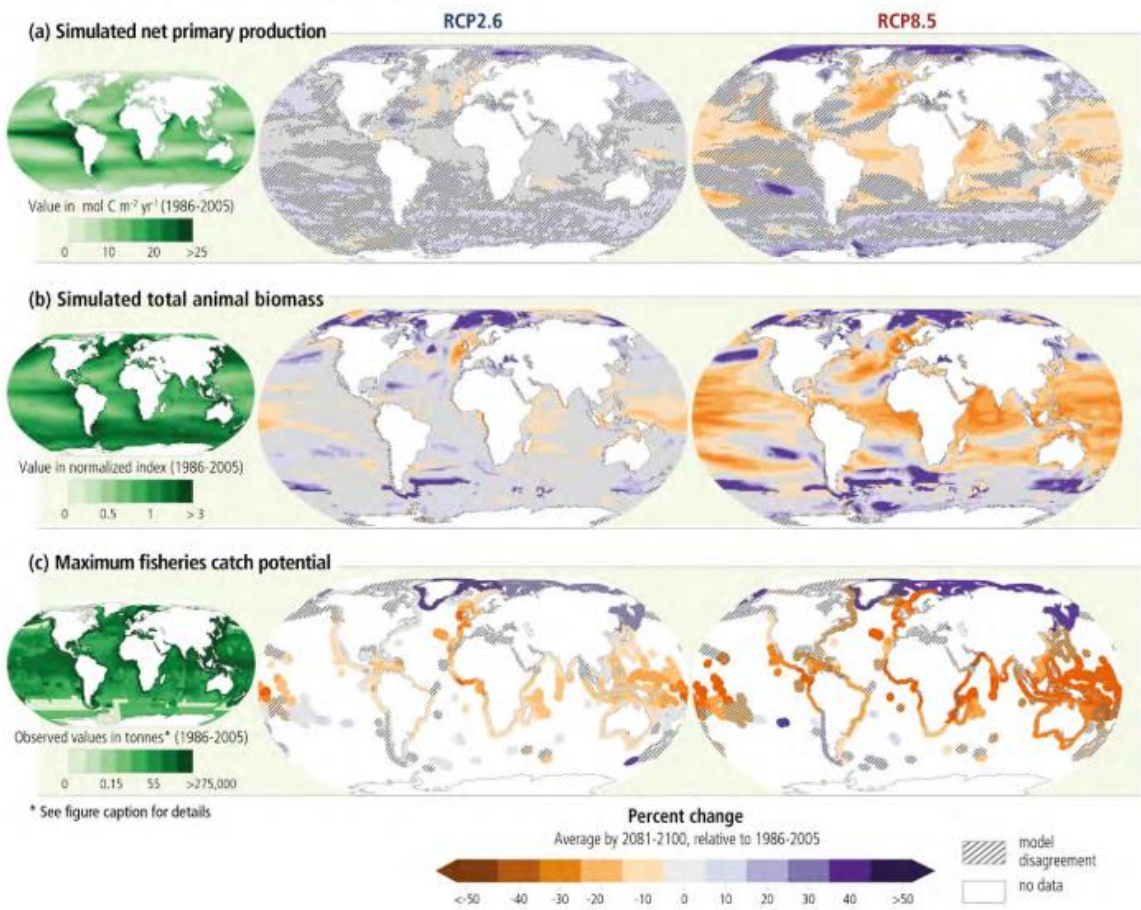 RCP2.6
RCP8.5
(a) Simulated net primary production
Value in mol C m⁻² yr⁻¹ (1986-2005)
0 10 20 >25
(b) Simulated total animal biomass
Value in normalized index (1986-2005)
0 0.5 1 > 3
(c) Maximum fisheries catch potential
Observed values in tonnes* (1986-2005)
0 0.15 55 >275,000
* See figure caption for details
Percent change
Average by 2081-2100, relative to 1986-2005
<-50 -40 -30 -20 -10 0 10 20 30 40 >50
model
disagreement
no data